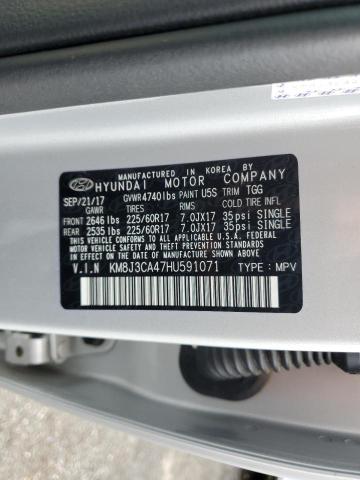 MANUFACTURED IN KOREA BY
HYUNDAI MOTOR COMPANY
SEP/21/17 GVWR4740lbs PAINT U5S TRIM TGG
GAWR TIRES RIMS COLD TIRE INFL
FRONT 2646 lbs 225/60R17 7.0JX17 35psi SINGLE
REAR 2535 lbs 225/60R17 7.0JX17 35psi SINGLE
THIS VEHICLE CONFORMS TO ALL APPLICABLE U.S.A. FEDERAL
MOTOR VEHICLE SAFETY, BUMPER, AND THEFT PREVENTION
STANDARDS IN EFFECT ON THE DATE OF MANUFACTURE SHOWN ABOVE.
V.I.N KM8J3CA47HU591071 TYPE : MPV